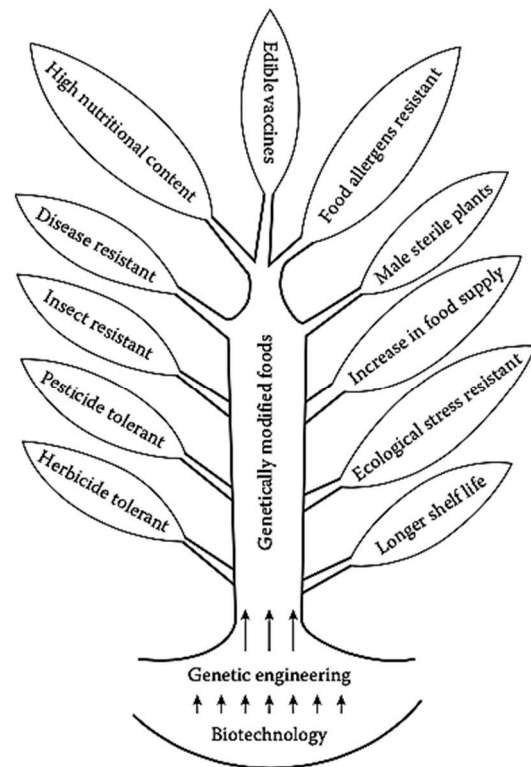 Edible vaccines
High nutritional content
Food allergens resistant
Disease resistant
Male sterile plants
Insect resistant
Increase in food supply
Pesticide tolerant
Ecological stress resistant
Herbicide tolerant
Longer shelf life
Genetically modified foods
Genetic engineering
Biotechnology